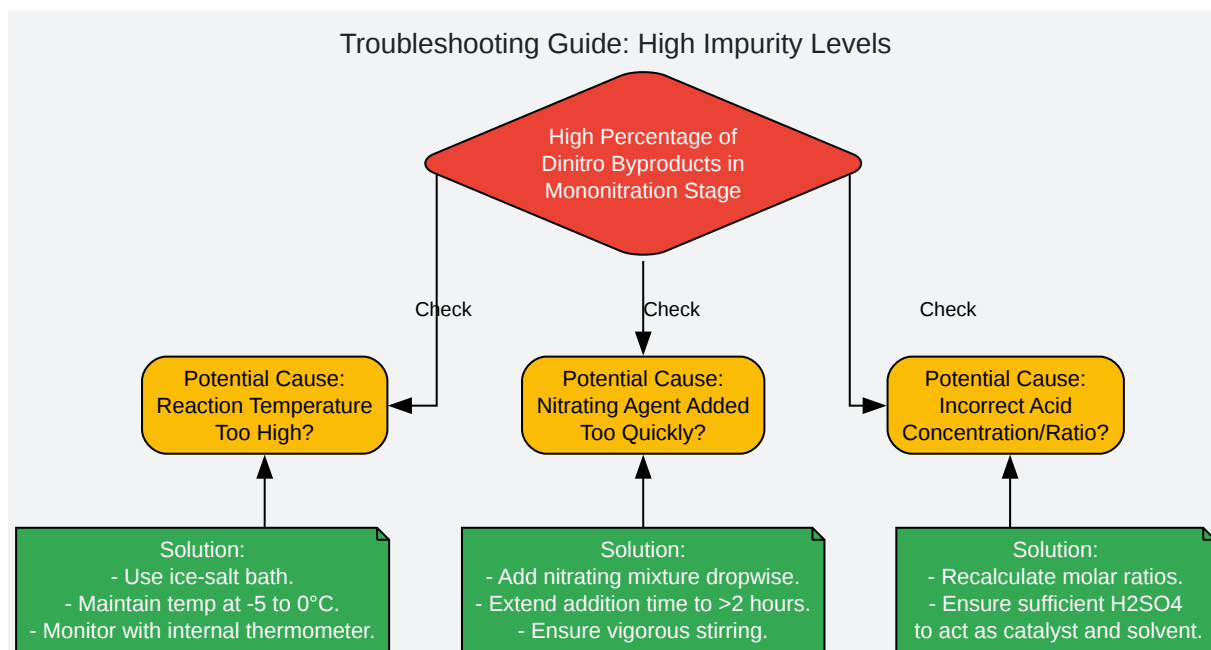 Troubleshooting Guide: High Impurity Levels
High Percentage of
Dinitro Byproducts in
Mononitration Stage
Check
Check
Check
Potential Cause:
Reaction Temperature
Too High?
Potential Cause:
Nitrating Agent Added
Too Quickly?
Potential Cause:
Incorrect Acid
Concentration/Ratio?
Solution:
- Use ice-salt bath.
- Maintain temp at -5 to 0°C.
- Monitor with internal thermometer.
Solution:
- Add nitrating mixture dropwise.
- Extend addition time to >2 hours.
- Ensure vigorous stirring.
Solution:
- Recalculate molar ratios.
- Ensure sufficient H2SO4
to act as catalyst and solvent.